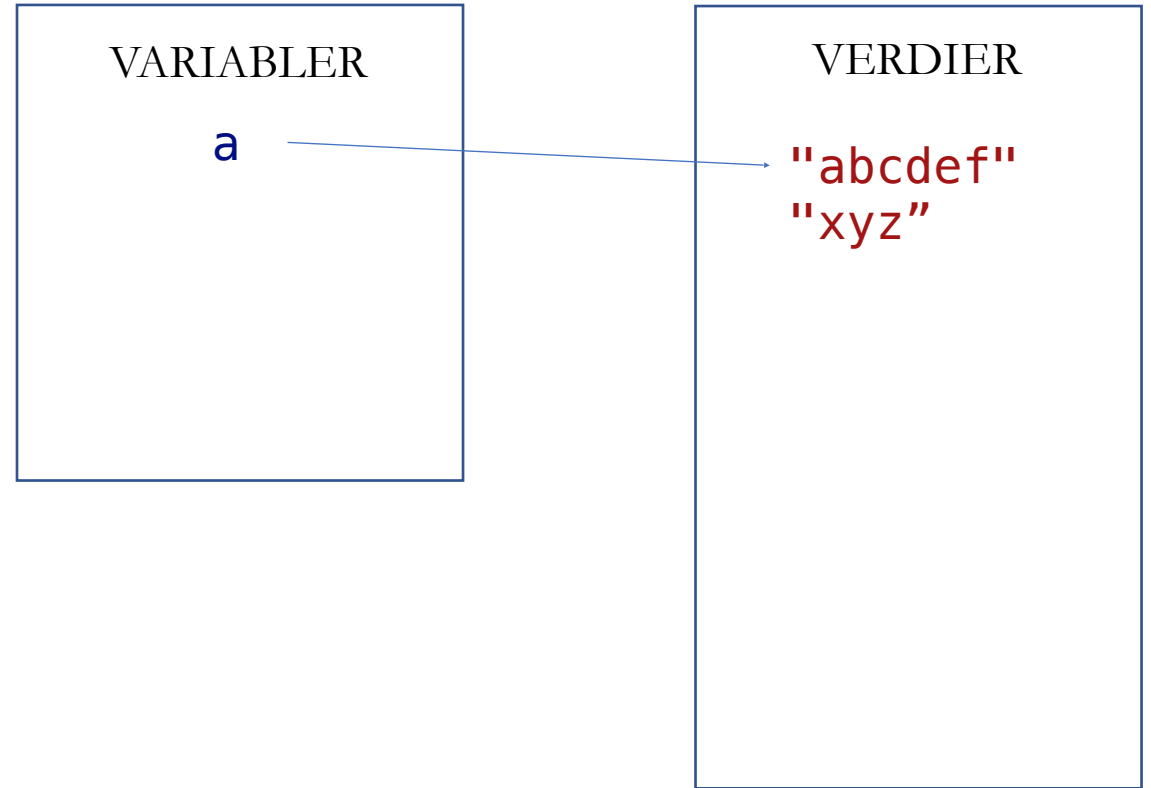 VARIABLER
a
VERDIER
"abcdef"
"xyz”